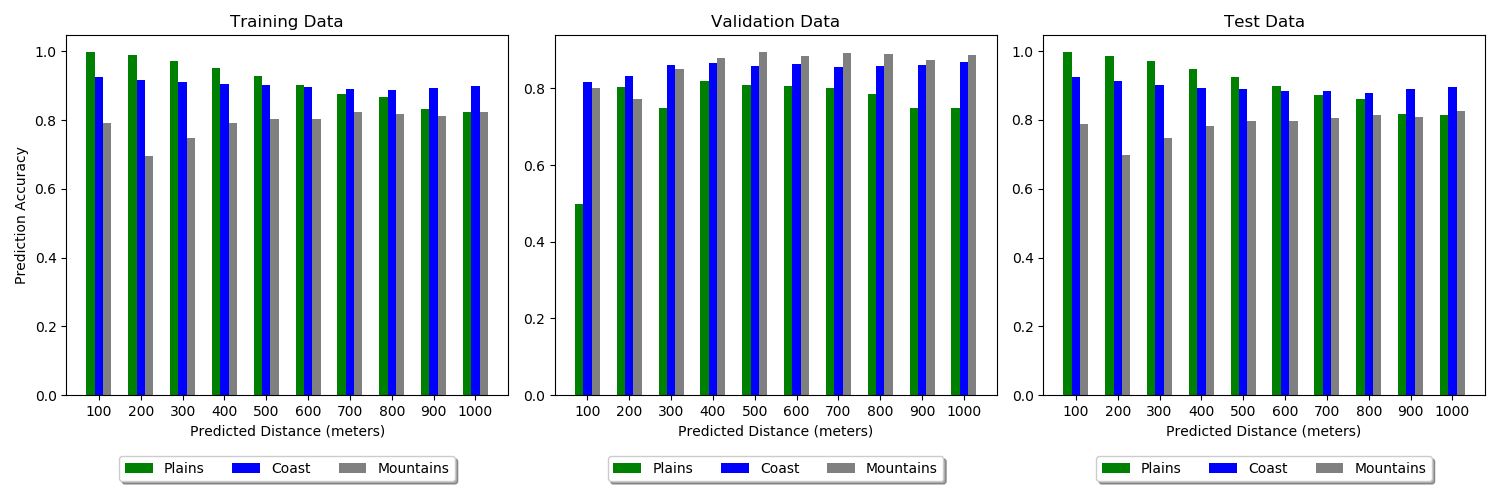 Training Data
Validation Data
Test Data
Prediction Accuracy
1.0
0.8
0.6
0.4
0.2
0.0
100 200 300 400 500 600 700 800 900 1000
Predicted Distance (meters)
Plains Coast Mountains
0.8
0.6
0.4
0.2
0.0
100 200 300 400 500 600 700 800 900 1000
Predicted Distance (meters)
Plains Coast Mountains
1.0
0.8
0.6
0.4
0.2
0.0
100 200 300 400 500 600 700 800 900 1000
Predicted Distance (meters)
Plains Coast Mountains